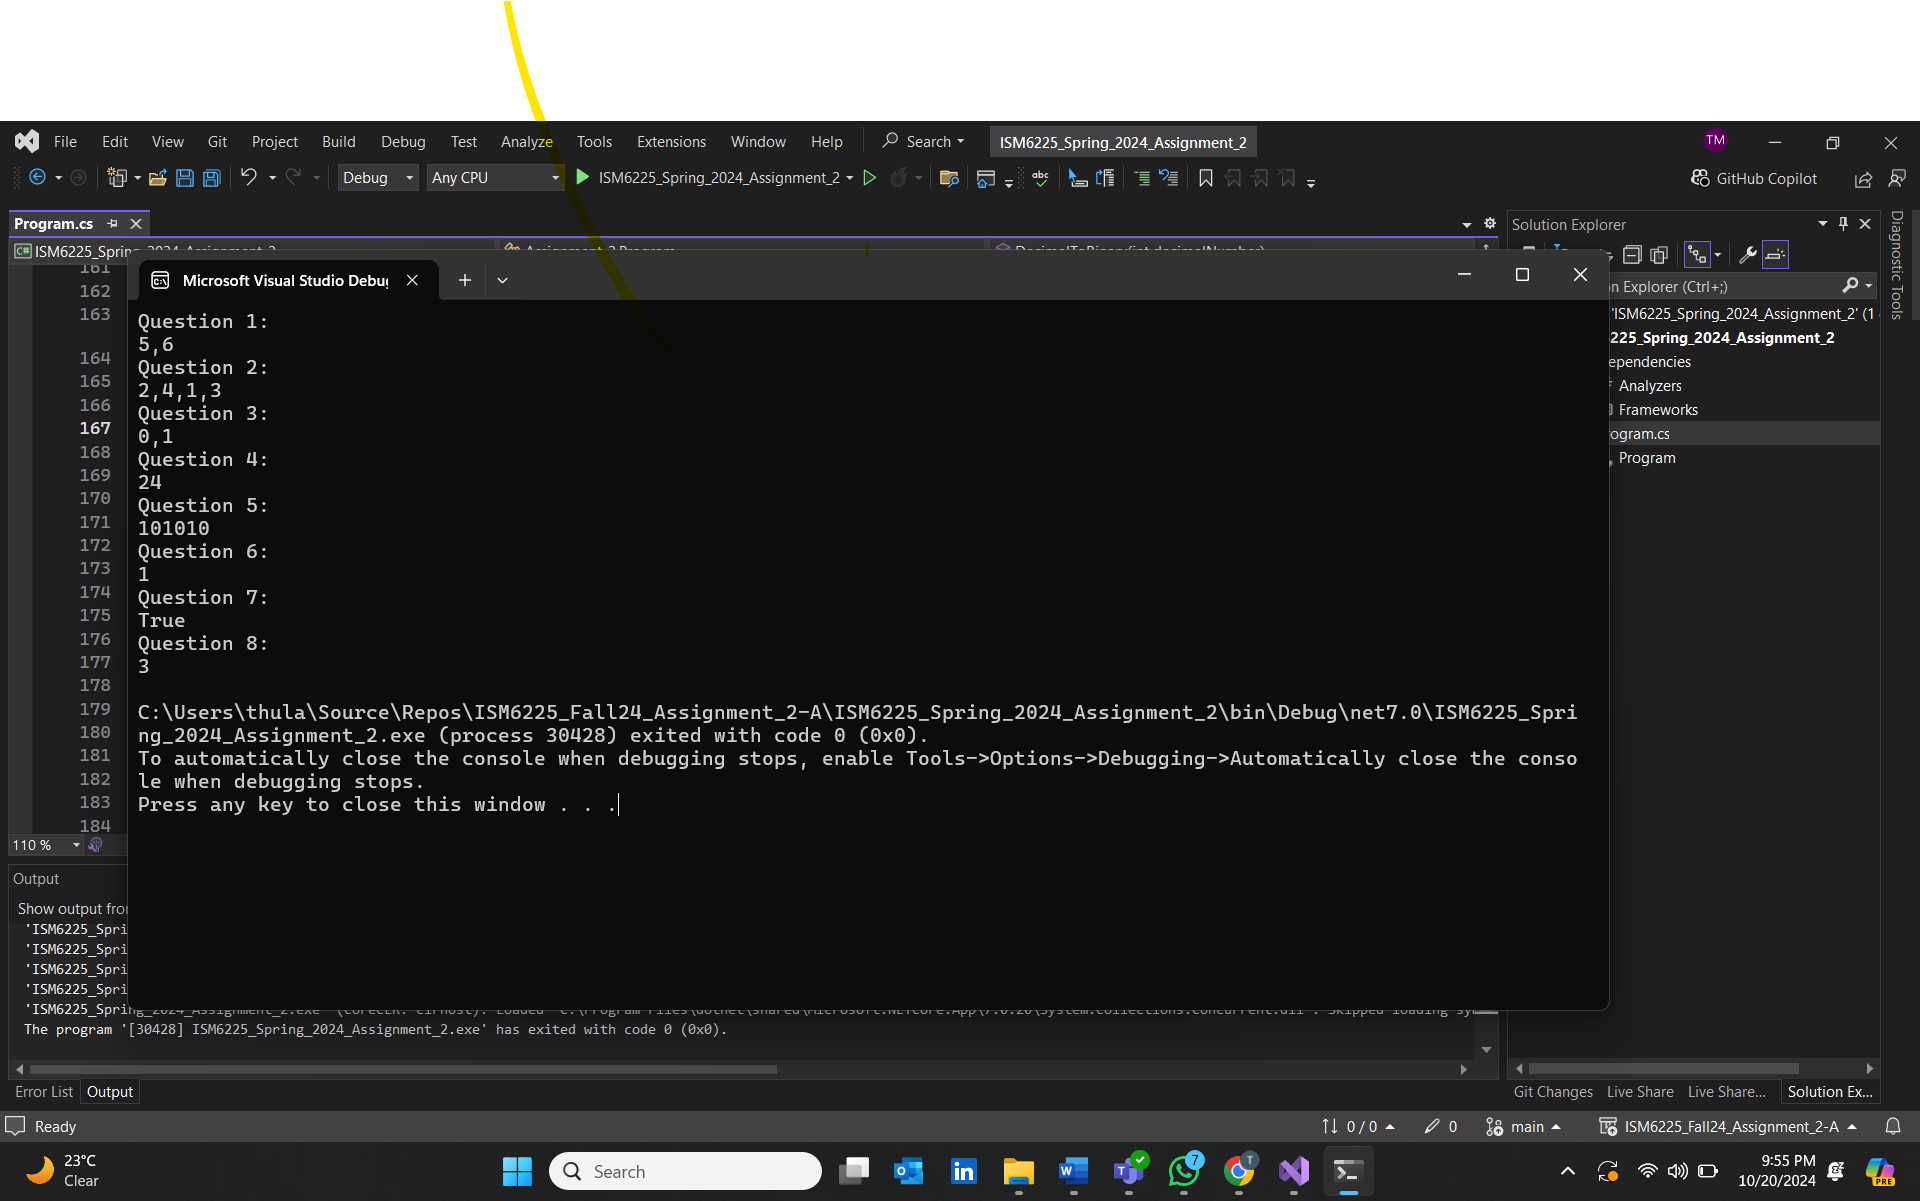 File Edit View Git Project Build Debug Test Analyze Tools Extensions Window Help Search ISM6225_Spring_2024_Assignment_2 TM
Debug Any CPU ISM6225_Spring_2024_Assignment_2 GitHub Copilot
Program.cs
Solution Explorer
Diagnostic Tools
Microsoft Visual Studio Debug
n Explorer (Ctrl+;)
'ISM6225_Spring_2024_Assignment_2' (1
225_Spring_2024_Assignment_2
ependencies
Analyzers
Frameworks
ogram.cs
Program
161
162
163
164
165
166
167
168
169
170
171
172
173
174
175
176
177
178
179
180
181
182
183
184
Question 1:
5,6
Question 2:
2,4,1,3
Question 3:
0,1
Question 4:
24
Question 5:
101010
Question 6:
1
Question 7:
True
Question 8:
3
C:\Users\thula\Source\Repos\ISM6225_Fall24_Assignment_2-A\ISM6225_Spring_2024_Assignment_2\bin\Debug\net7.0\ISM6225_Spri
ng_2024_Assignment_2.exe (process 30428) exited with code 0 (0x0).
To automatically close the console when debugging stops, enable Tools->Options->Debugging->Automatically close the conso
le when debugging stops.
Press any key to close this window . . .
110 %
Output
Show output from
'ISM6225_Spri
'ISM6225_Spri
'ISM6225_Spri
'ISM6225_Spri
'ISM6225_Spring_2024_Assignment_2.exe'
The program '[30428] ISM6225_Spring_2024_Assignment_2.exe' has exited with code 0 (0x0).
Error List Output
Git Changes Live Share Live Share... Solution Ex...
Ready 0 / 0 0 main ISM6225_Fall24_Assignment_2-A
23°C
Clear
Search
7
T
9:55 PM
10/20/2024
PRE